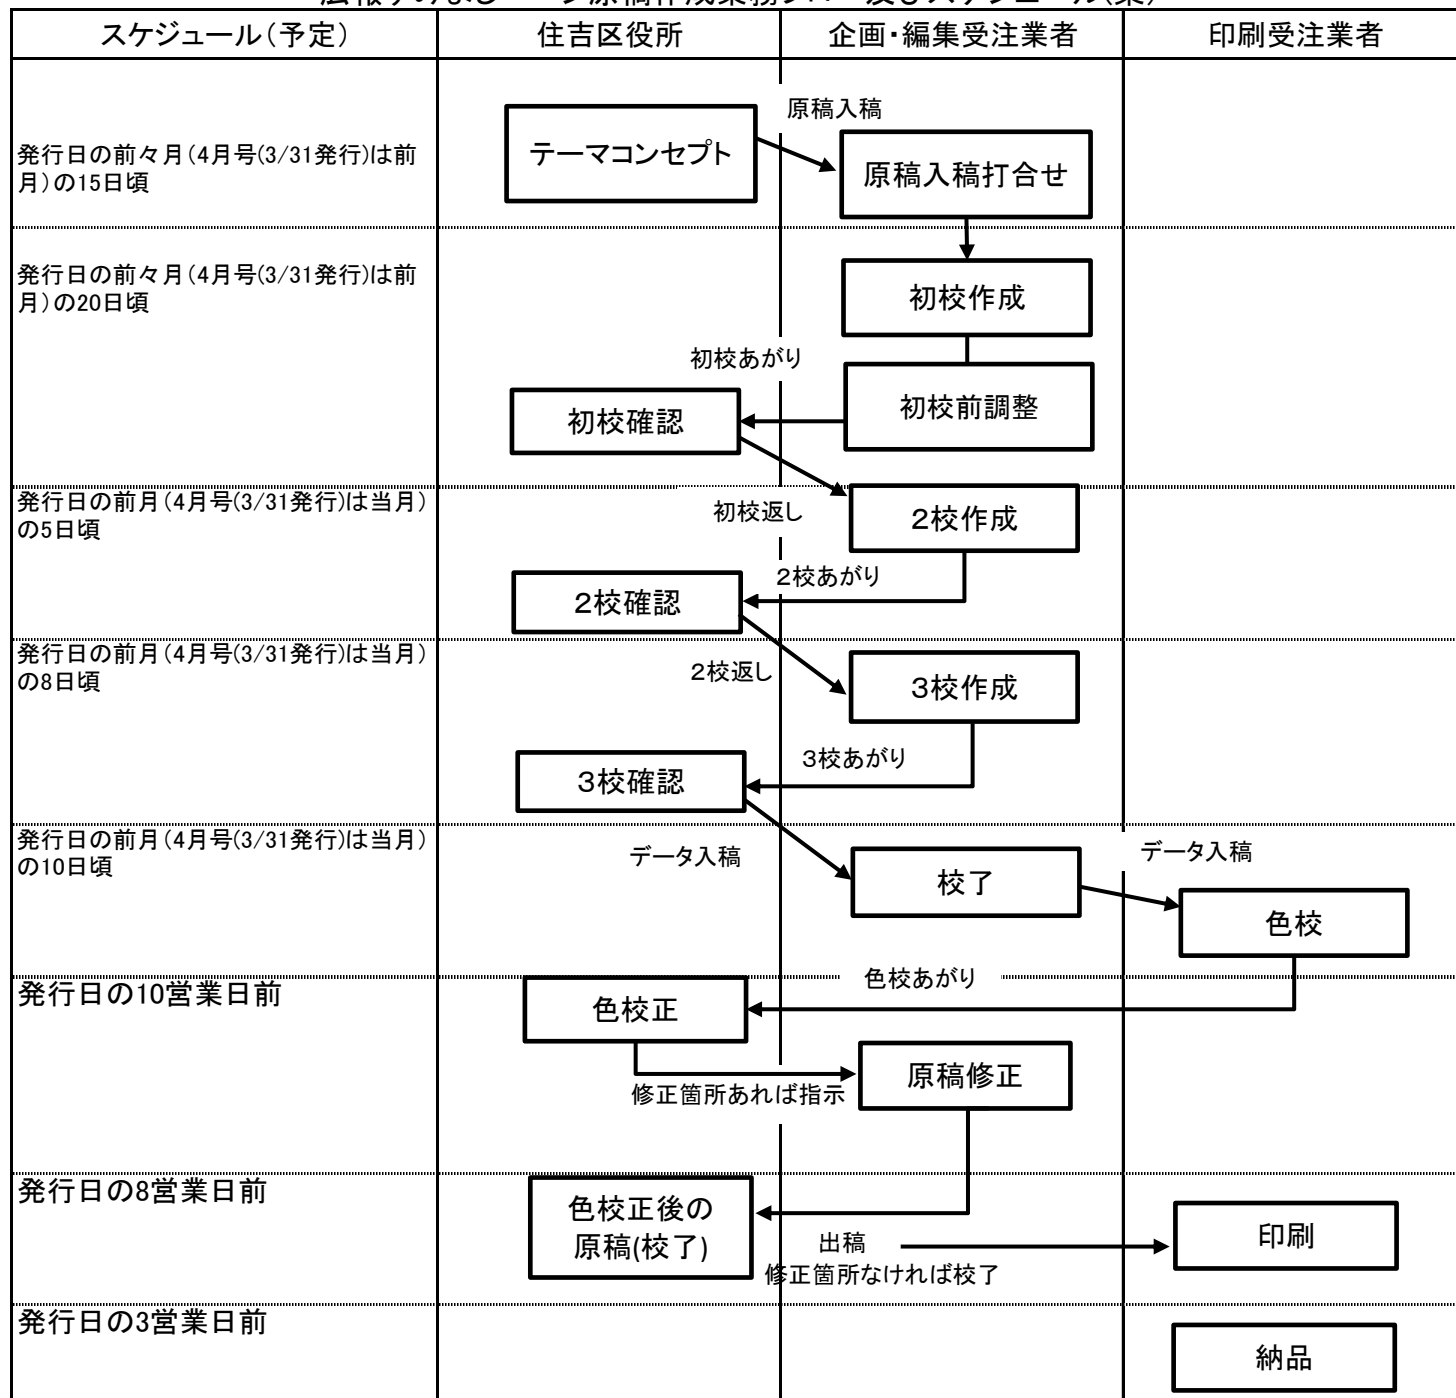 スケジュール(予定)
住吉区役所
企画・編集受注業者
印刷受注業者
発行日の前々月(4月号(3/31発行)は前
月)の15日頃
テーマコンセプト
原稿入稿
原稿入稿打合せ
発行日の前々月(4月号(3/31発行)は前
月)の20日頃
初校作成
初校あがり
初校前調整
初校確認
発行日の前月(4月号(3/31発行)は当月)
の5日頃
初校返し
2校作成
2校あがり
2校確認
発行日の前月(4月号(3/31発行)は当月)
の8日頃
2校返し
3校作成
3校あがり
3校確認
発行日の前月(4月号(3/31発行)は当月)
の10日頃
データ入稿
校了
データ入稿
色校
色校あがり
発行日の10営業日前
色校正
原稿修正
修正箇所あれば指示
発行日の8営業日前
色校正後の
原稿(校了)
出稿
修正箇所なければ校了
印刷
発行日の3営業日前
納品